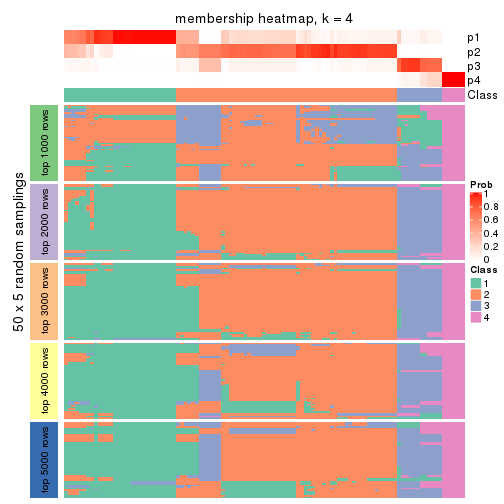 membership heatmap, k = 4
p1
p2
p3
p4
Class
50 x 5 random samplings
top 1000 rows
top 2000 rows
top 3000 rows
top 4000 rows
top 5000 rows
Prob
1
0.8
0.6
0.4
0.2
0
Class
1
2
3
4